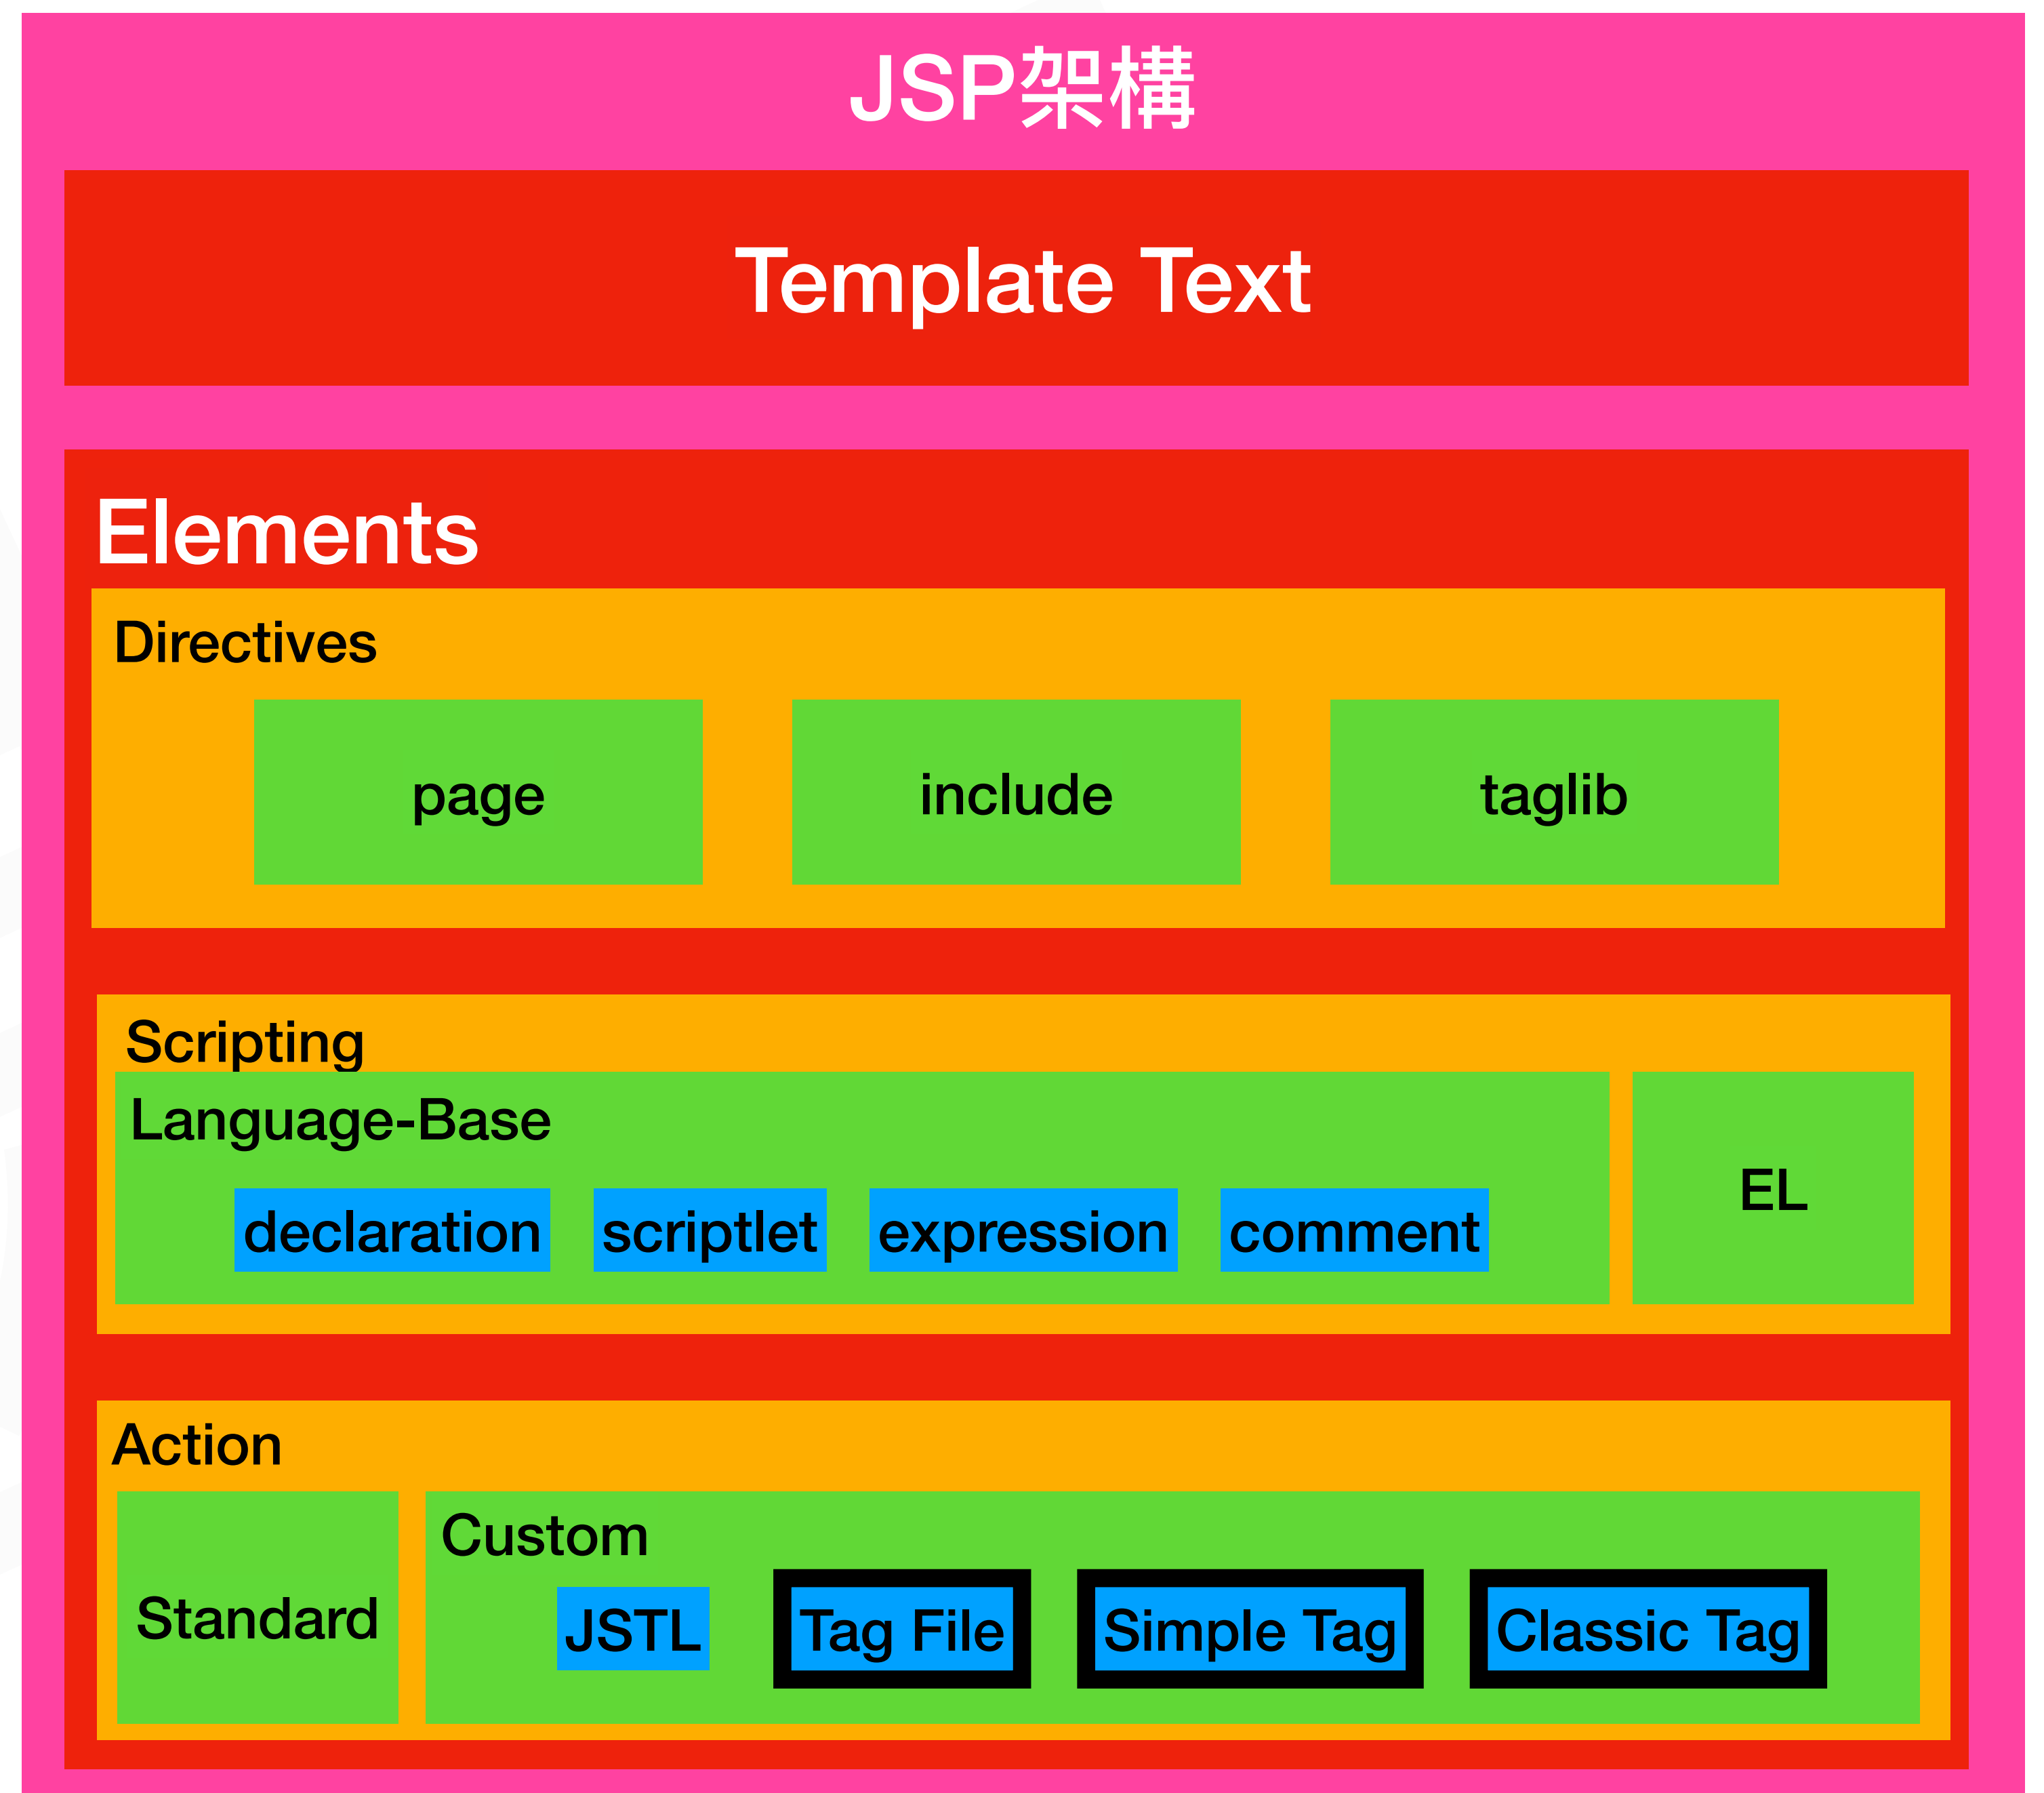 JSP架構
Template Text
Elements
Directives
page
include
taglib
Scripting
Language-Base
declaration
scriptlet
expression
comment
EL
Action
Standard
Custom
JSTL
Tag File
Simple Tag
Classic Tag